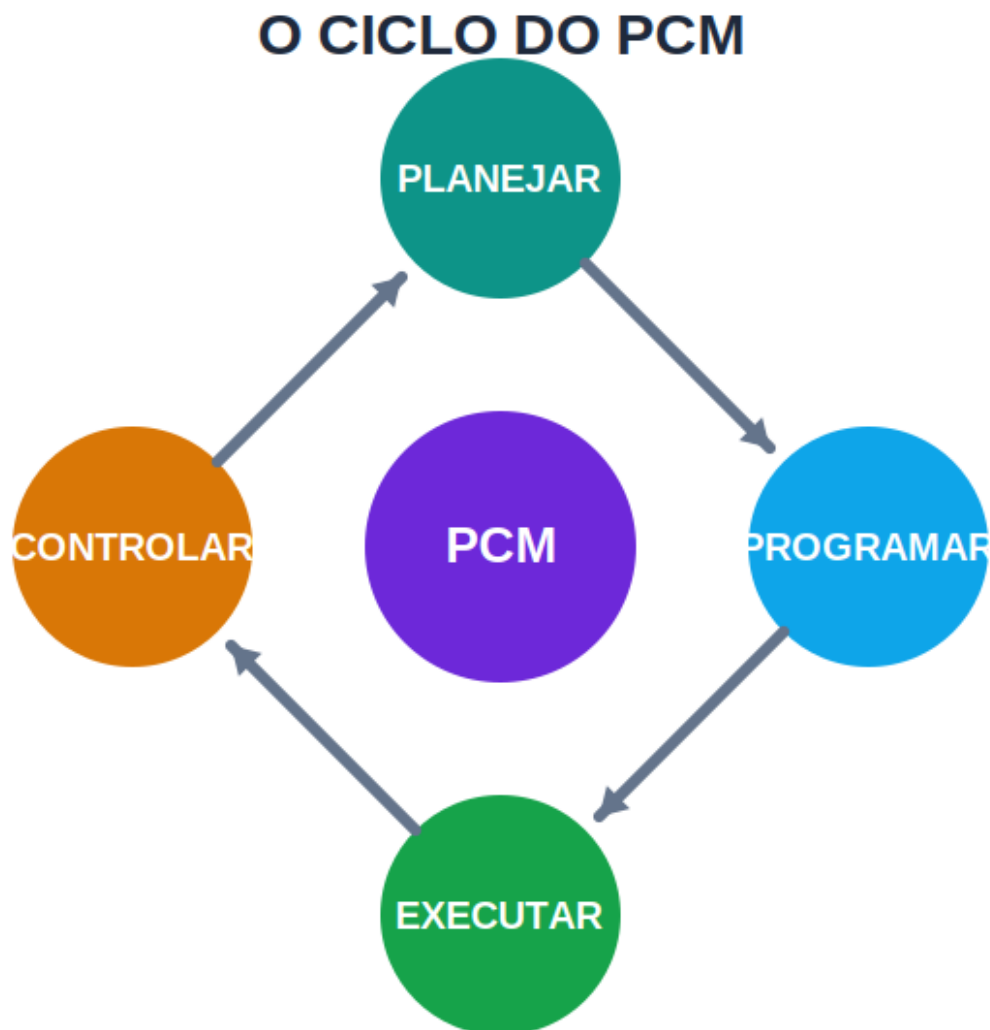 O CICLO DO PCM
PLANEJAR
CONTROLAR
PCM
PROGRAMAR
EXECUTAR